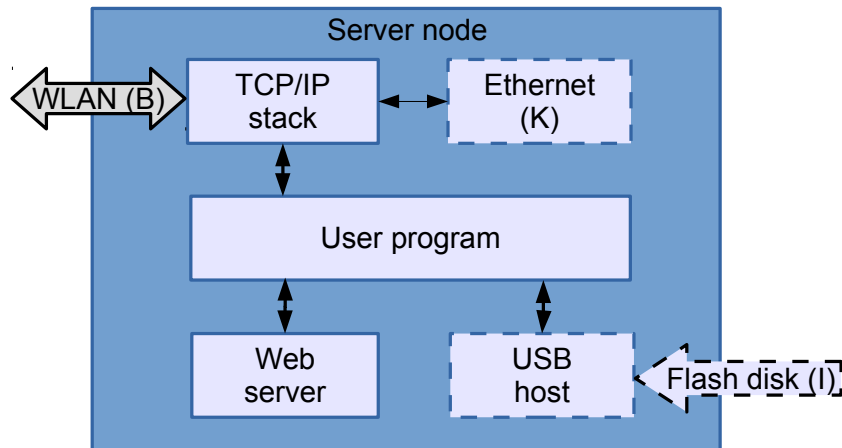 Server node
WLAN (B)
TCP/IP
stack
Ethernet
(K)
User program
Web
server
USB
host
Flash disk (I)